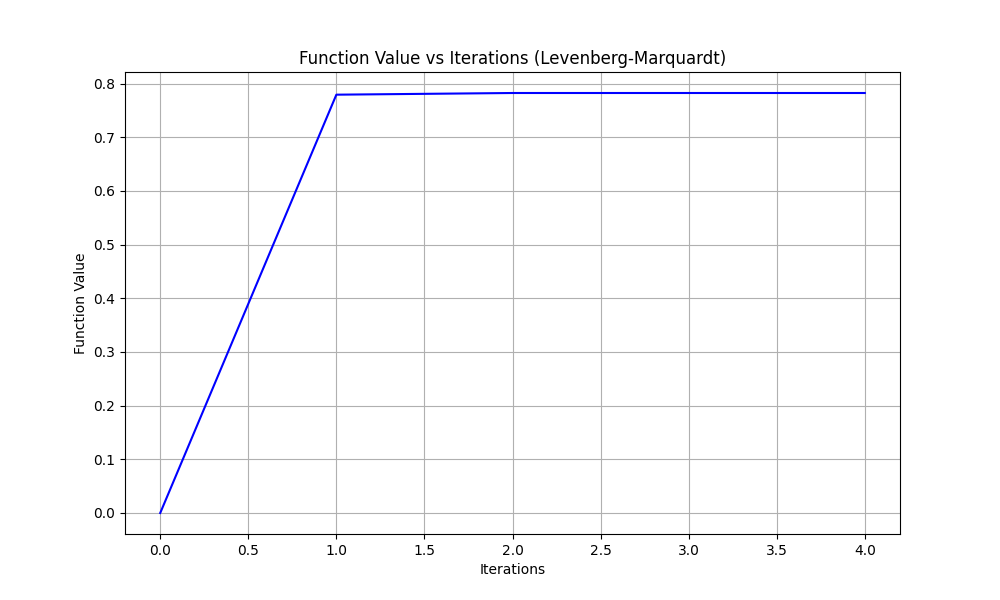 Function Value vs Iterations (Levenberg-Marquardt)
0.8
0.7
0.6
0.5
0.4
0.3
0.2
0.1
0.0
Function Value
0.0 0.5 1.0 1.5 2.0 2.5 3.0 3.5 4.0
Iterations